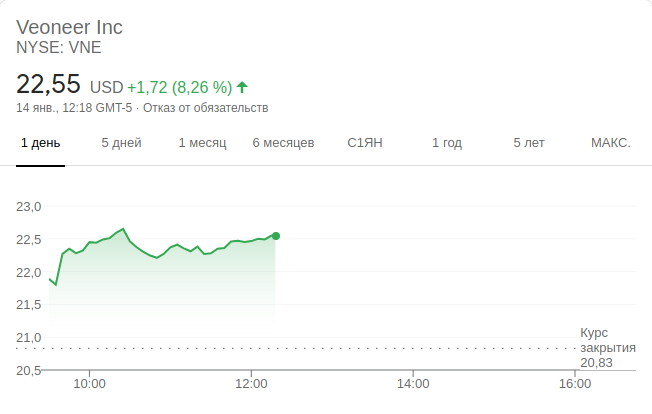 Veoneer Inc
NYSE: VNE
22,55 USD +1,72 (8,26 %)
14 янв., 12:18 GMT-5 · Отказ от обязательств
1 день 5 дней 1 месяц 6 месяцев С1ЯН 1 год 5 лет МАКС.
23,0
22,5
22,0
21,5
21,0
20,5
Курс
закрытия
20,83
10:00 12:00 14:00 16:00